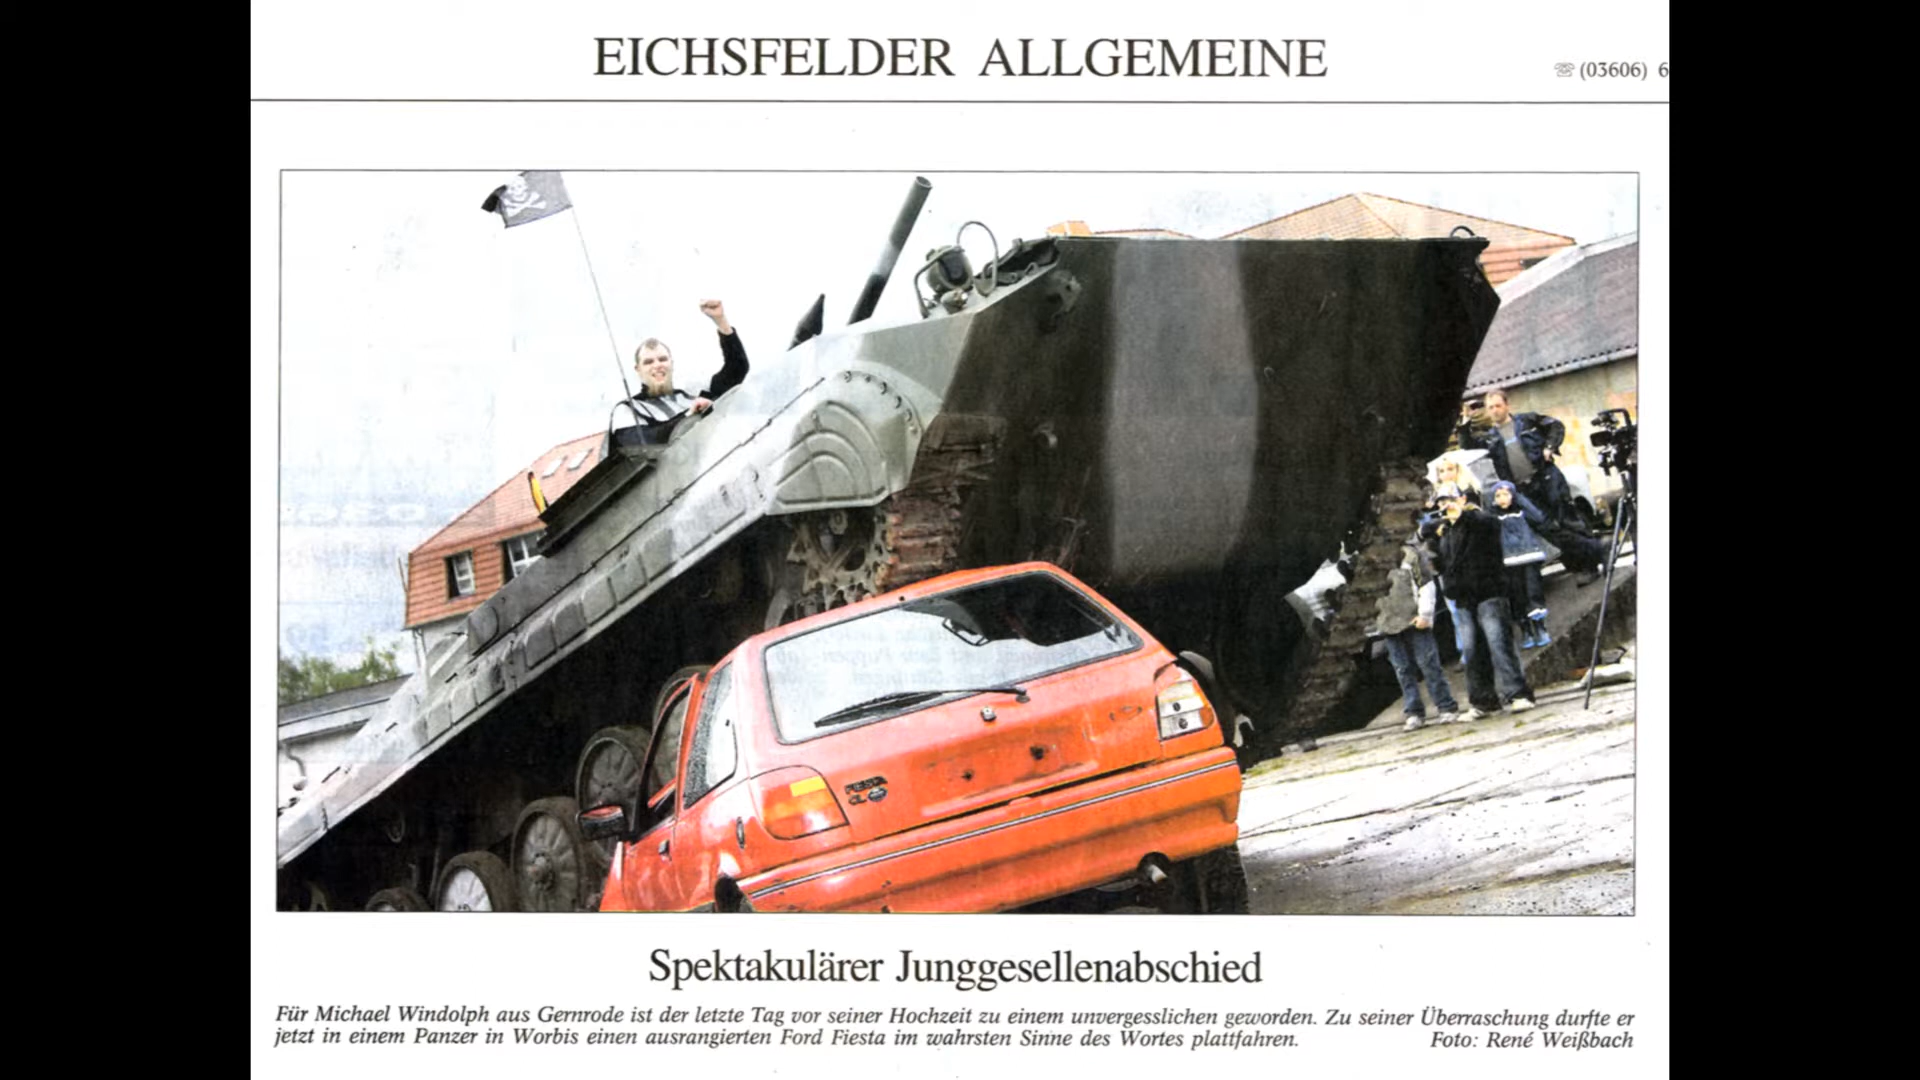 EICHSFELDER ALLGEMEINE
☏ (03606) 6
FIESTA
CL
Spektakulärer Junggesellenabschied
Für Michael Windolph aus Gernrode ist der letzte Tag vor seiner Hochzeit zu einem unvergesslichen geworden. Zu seiner Überraschung durfte er
jetzt in einem Panzer in Worbis einen ausrangierten Ford Fiesta im wahrsten Sinne des Wortes plattfahren. Foto: René Weißbach